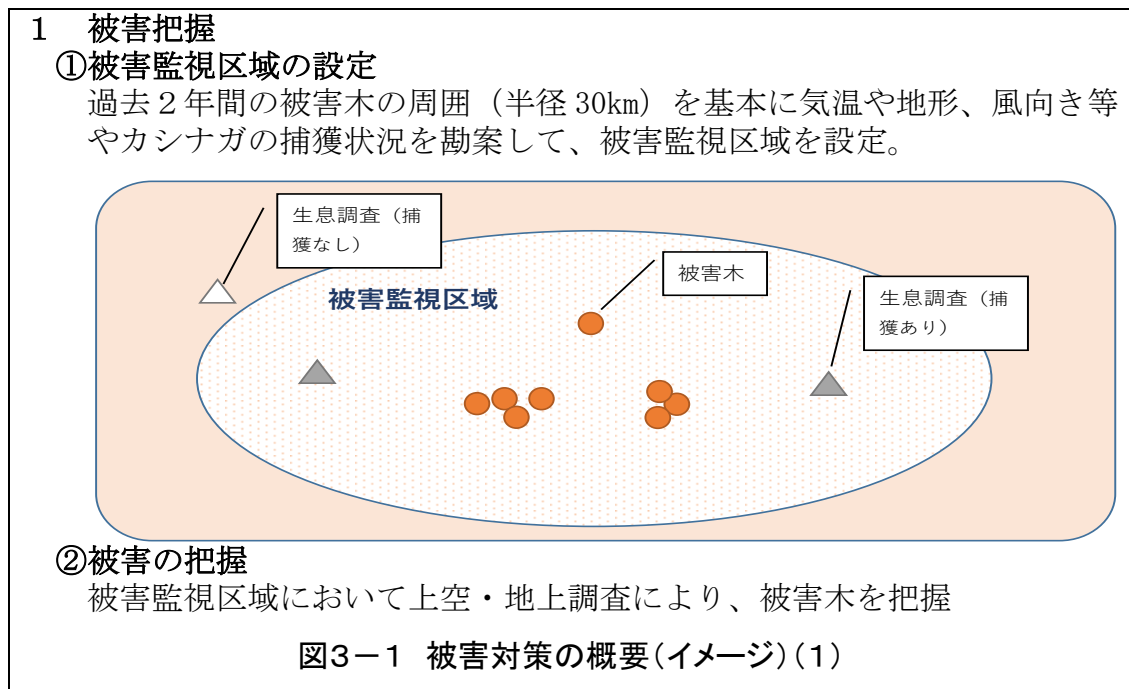 １　被害把握
①被害監視区域の設定
過去２年間の被害木の周囲（半径 30km）を基本に気温や地形、風向き等
やカシナガの捕獲状況を勘案して、被害監視区域を設定。
生息調査（捕
獲なし）
被害木
生息調査（捕
獲あり）
被害監視区域
②被害の把握
被害監視区域において上空・地上調査により、被害木を把握
図３－１ 被害対策の概要(イメージ)(１)